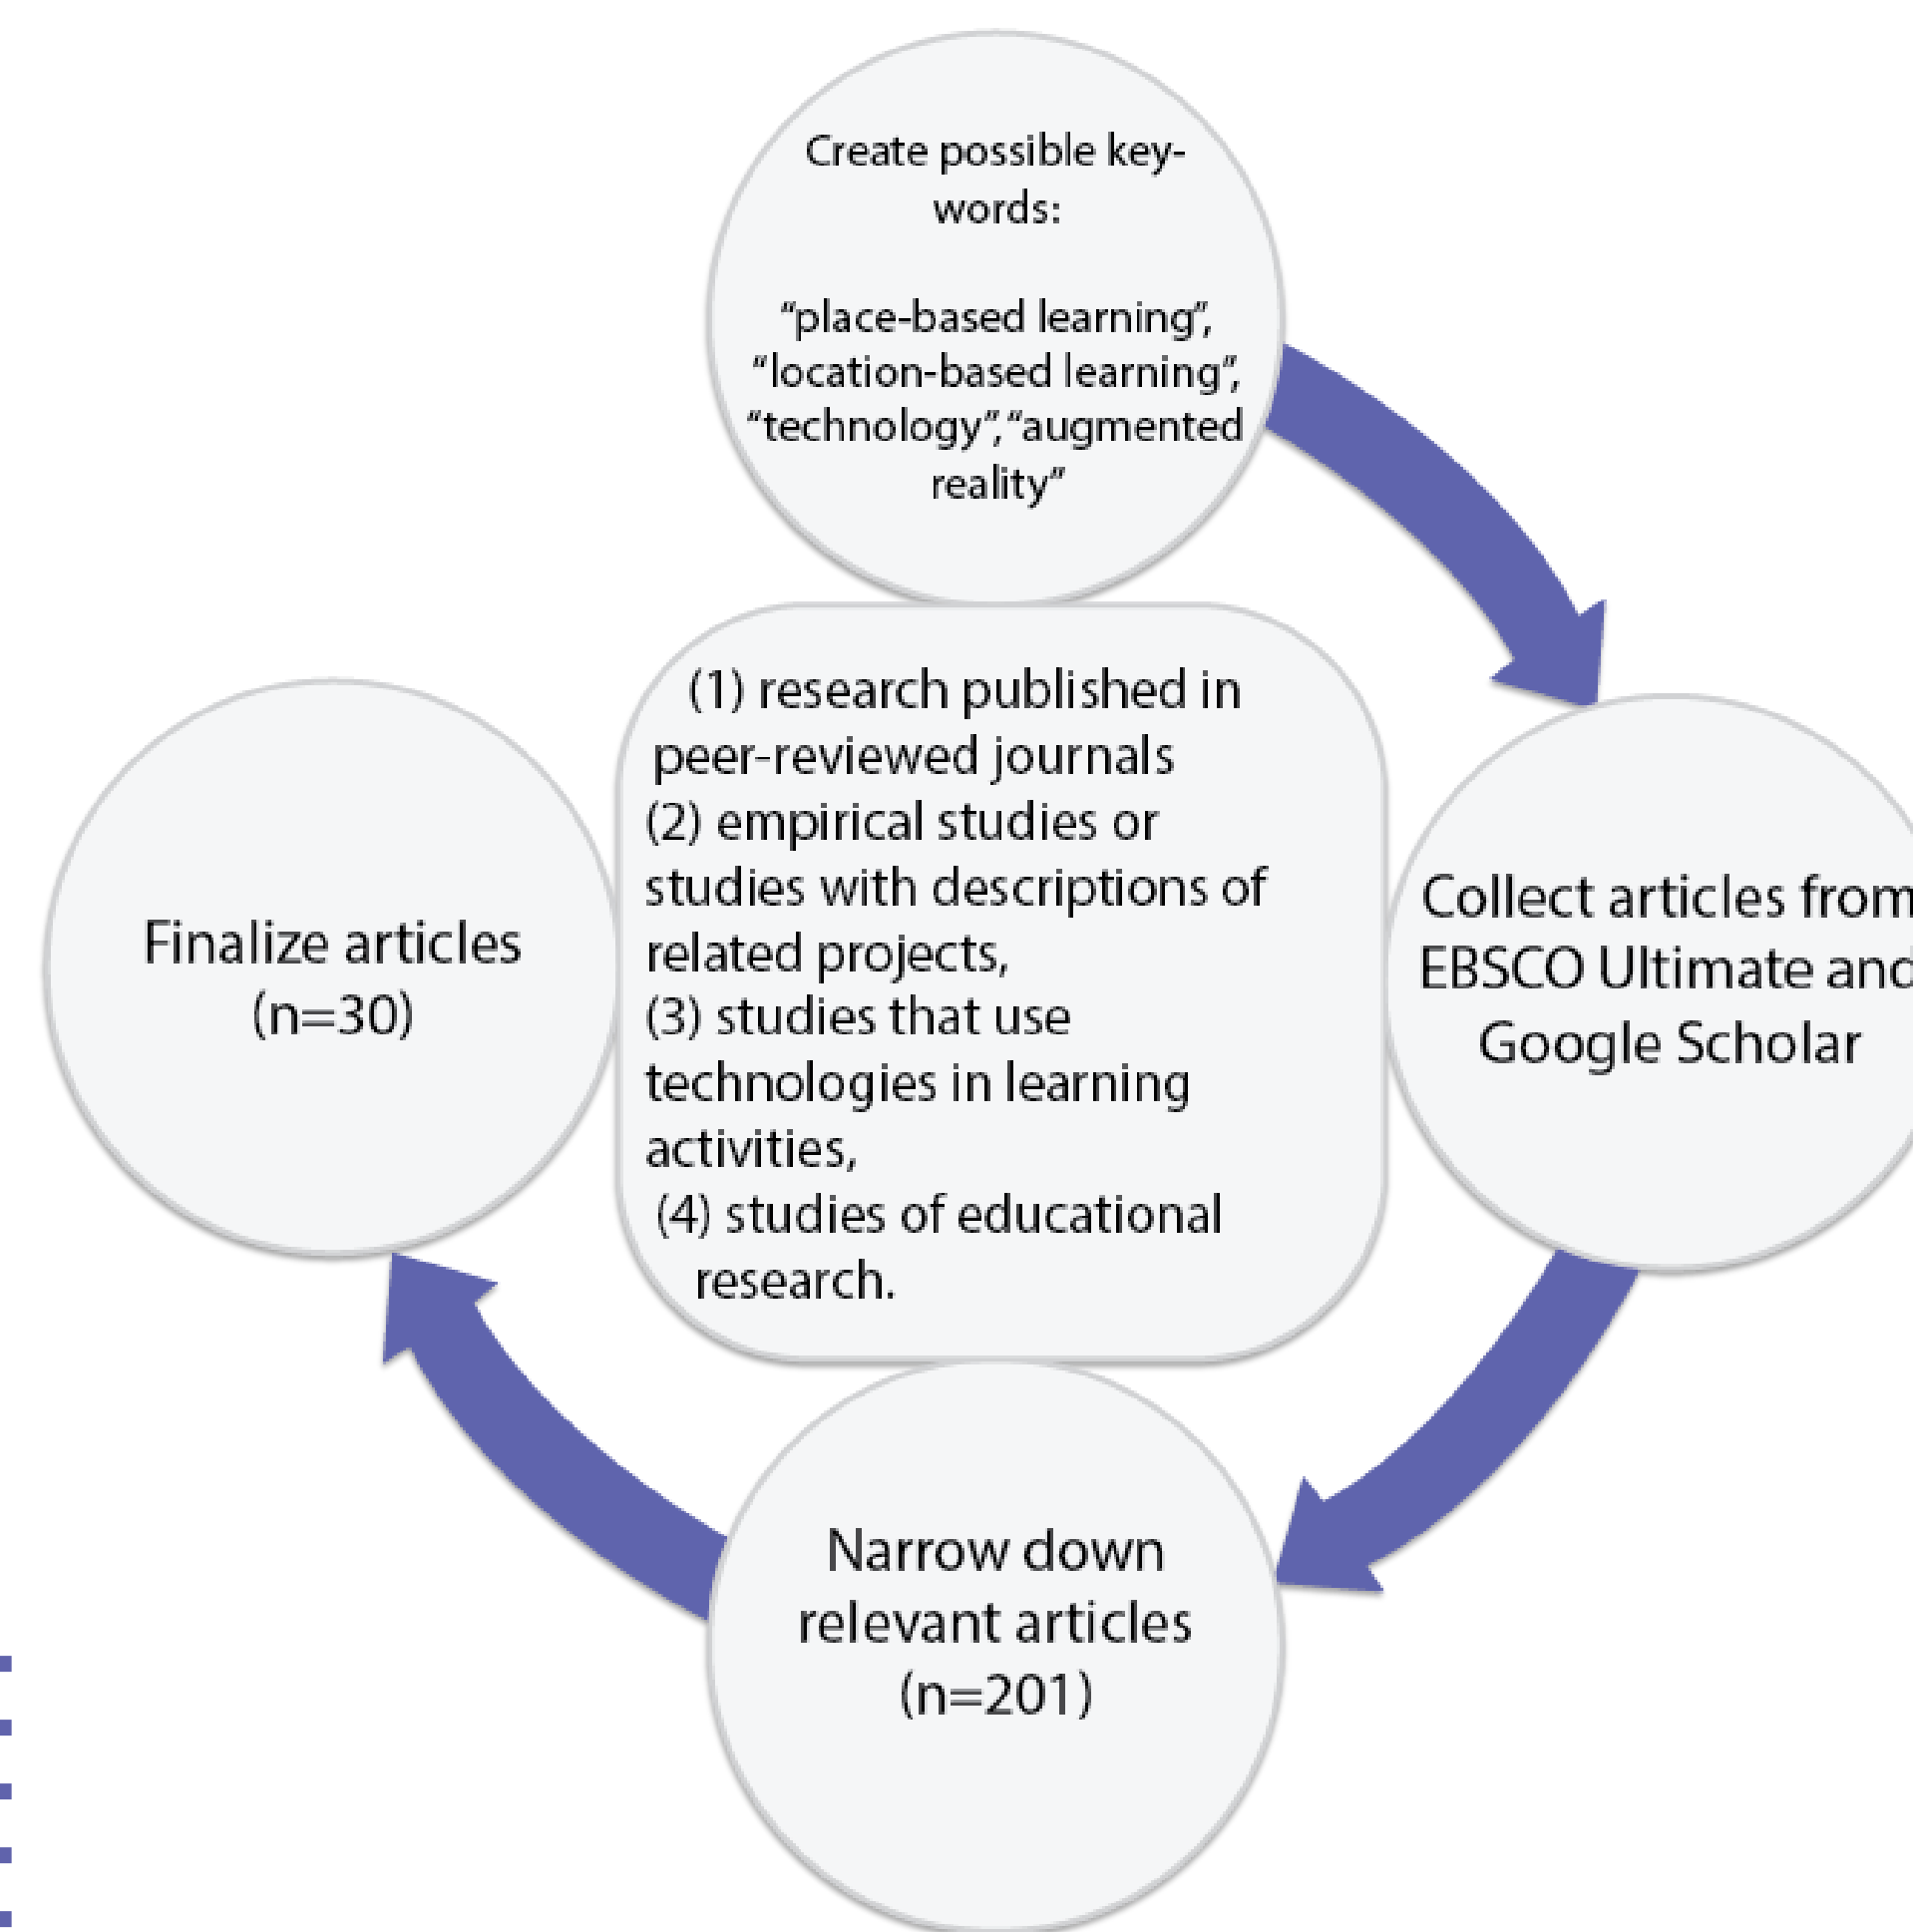 Create possible key-
words:
“place-based learning”,
“location-based learning”,
“technology”, “augmented
reality”
(1) research published in
peer-reviewed journals
(2) empirical studies or
studies with descriptions of
related projects,
(3) studies that use
technologies in learning
activities,
(4) studies of educational
research.
Collect articles from
EBSCO Ultimate and
Google Scholar
Narrow down
relevant articles
(n=201)
Finalize articles
(n=30)